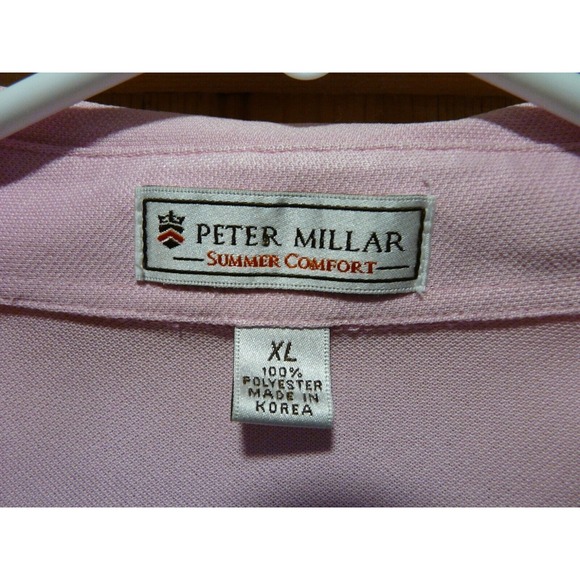 PETER MILLAR
SUMMER COMFORT
XL
100%
POLYESTER
MADE IN
KOREA